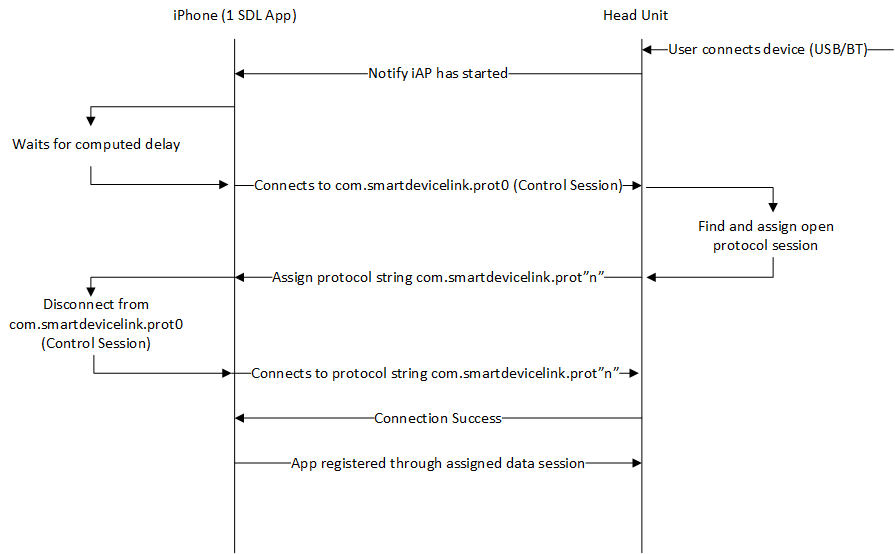 iPhone (1 SDL App)
Head Unit
User connects device (USB/BT)
Notify iAP has started
Waits for computed delay
Connects to com.smartdevicelink.prot0 (Control Session)
Find and assign open
protocol session
Assign protocol string com.smartdevicelink.prot”n”
Disconnect from
com.smartdevicelink.prot0
(Control Session)
Connects to protocol string com.smartdevicelink.prot”n”
Connection Success
App registered through assigned data session